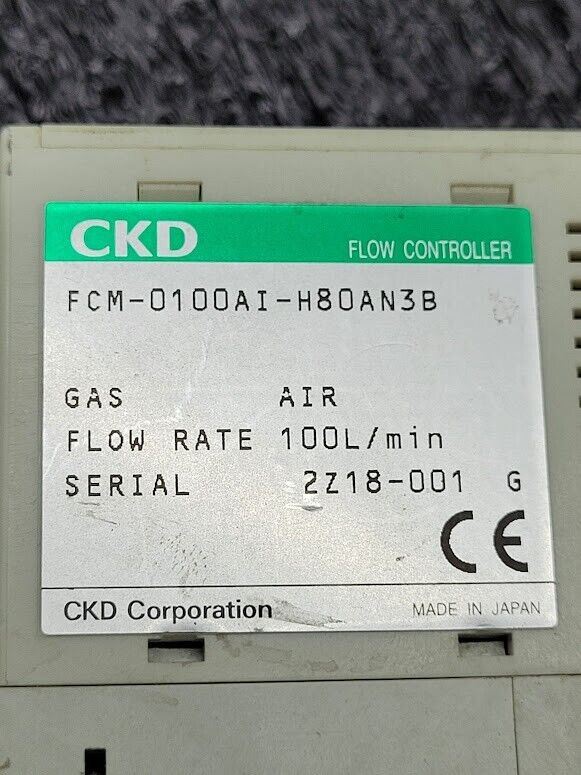 CKD FLOW CONTROLLER
FCM-0100AI-H80AN3B
GAS AIR
FLOW RATE 100L/min
SERIAL 2Z18-001 G
CE
CKD Corporation MADE IN JAPAN